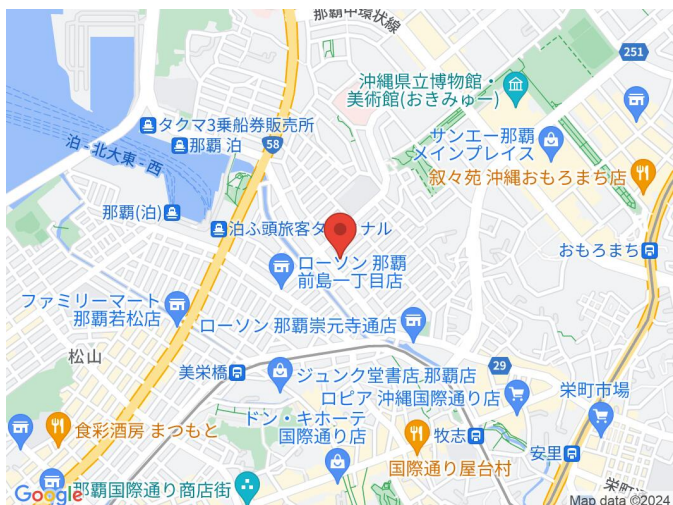 那覇中環状線
251
沖縄県立博物館・
美術館(おきみゅー)
タクマ3乗船券販売所
那覇 泊
58
サンエー那覇
メインプレイス
泊 - 北大東 - 西
叙々苑 沖縄おもろまち店
那覇(泊)
泊ふ頭旅客タ
ナル
おもろまち
ローソン 那覇
前島一丁目店
ファミリーマート
那覇若松店
ローソン 那覇崇元寺通店
松山
美栄橋
29
ジュンク堂書店 那覇店
ロピア 沖縄国際通り店
栄町市場
ドン・キホーテ
国際通り店
食彩酒房 まつもと
牧志
安里
国際通り屋台村
那覇国際通り商店街
Google
Map data ©2024